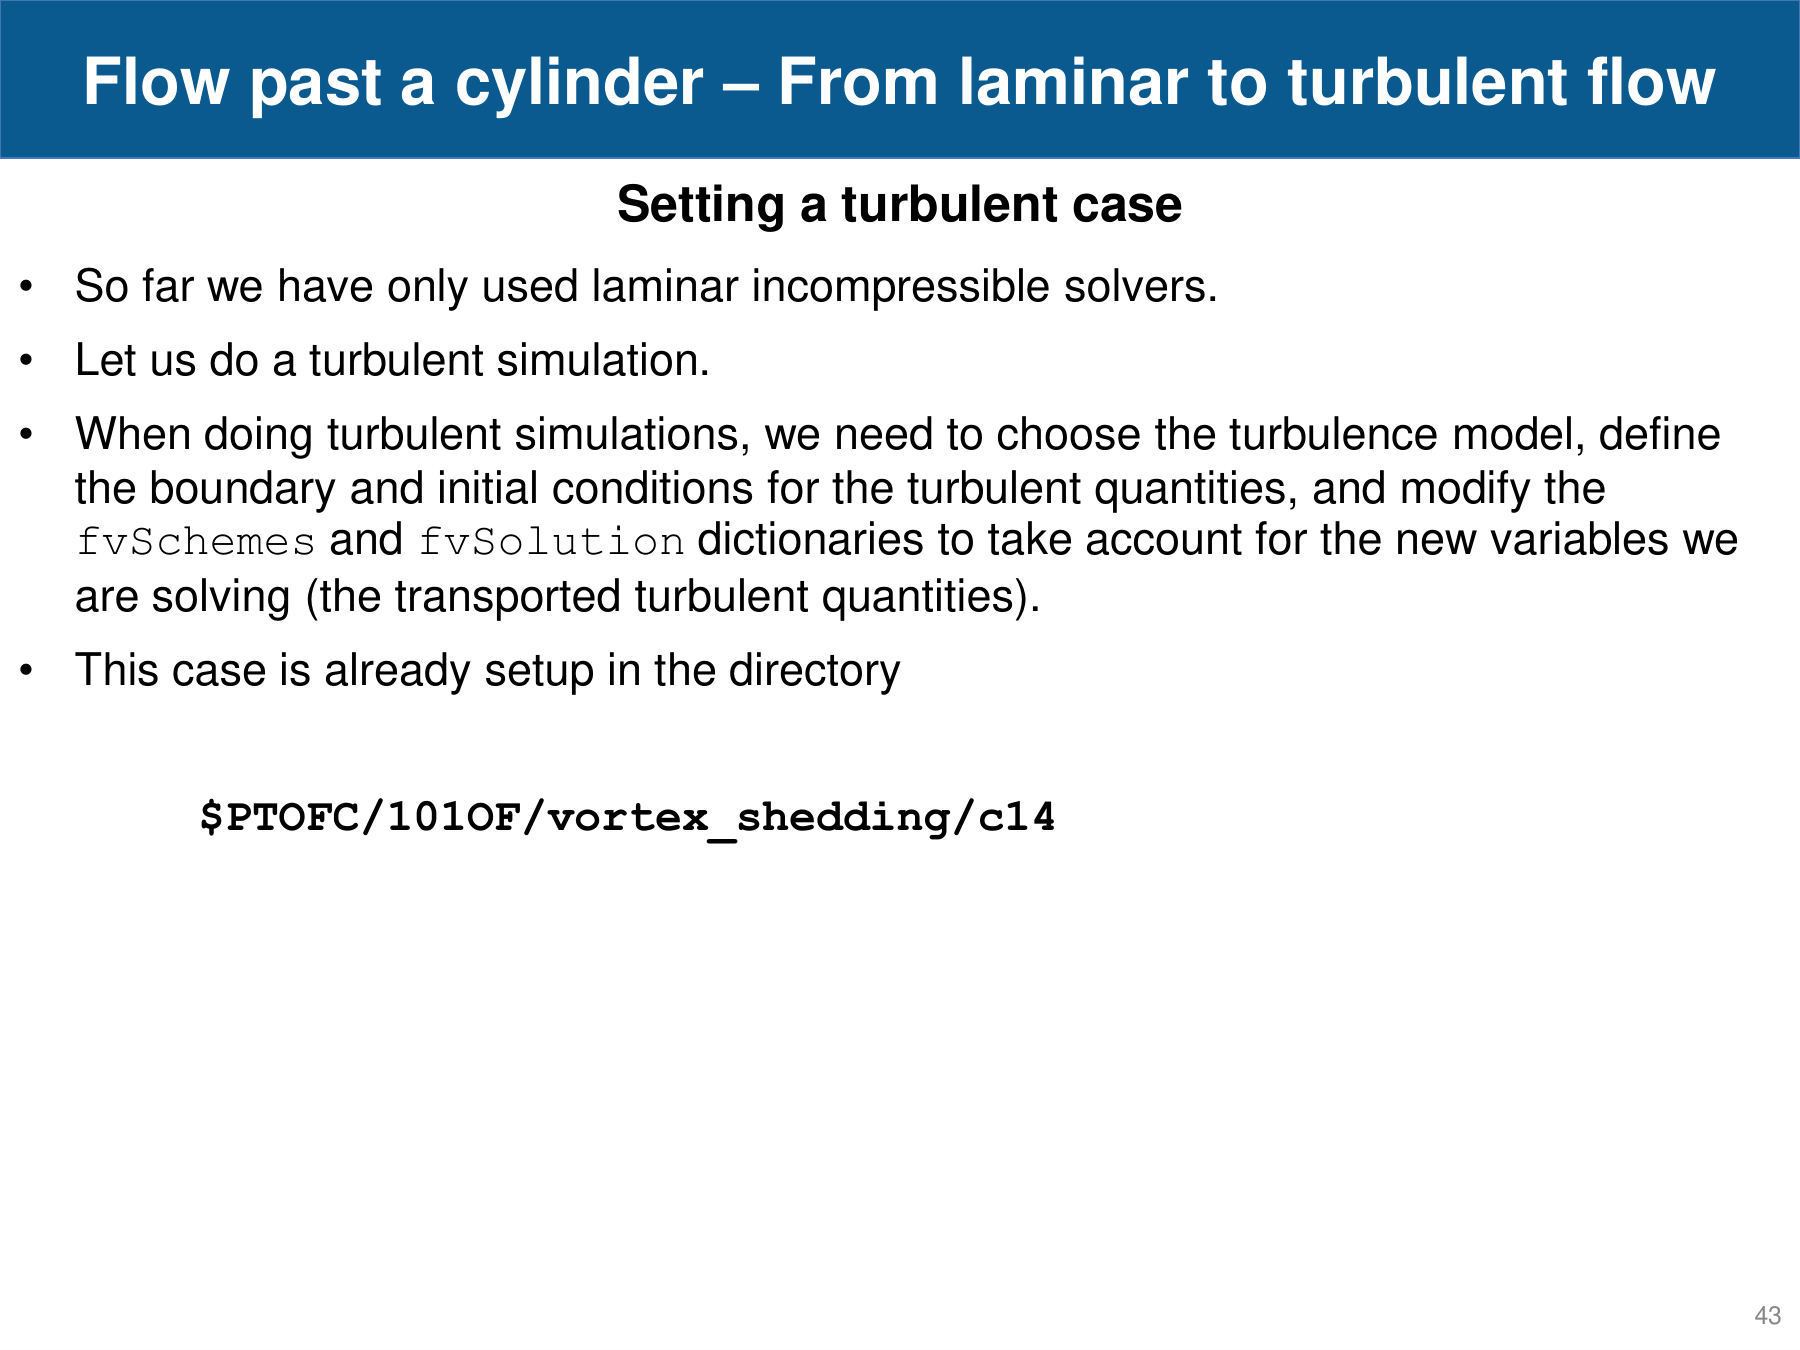 Flow past a cylinder – From laminar to turbulent flow
Setting a turbulent case
• So far we have only used laminar incompressible solvers.
• Let us do a turbulent simulation.
• When doing turbulent simulations, we need to choose the turbulence model, define
the boundary and initial conditions for the turbulent quantities, and modify the
fvSchemes and fvSolution dictionaries to take account for the new variables we
are solving (the transported turbulent quantities).
• This case is already setup in the directory
$PTOFC/101OF/vortex_shedding/c14
43